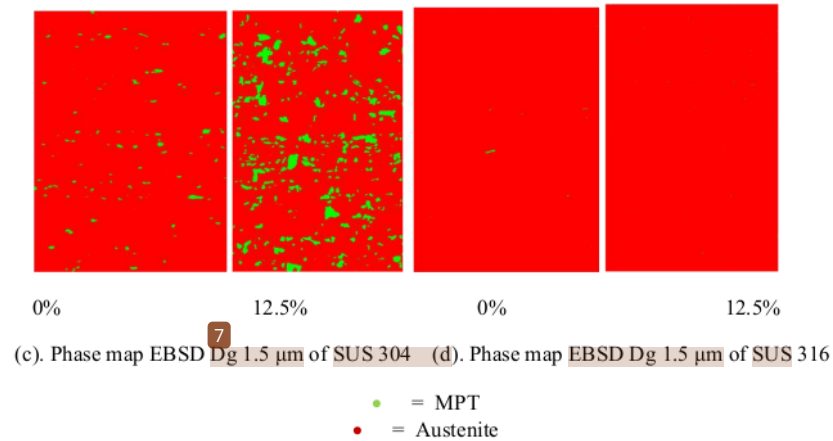 0% 12.5% 0% 12.5%
7
(c). Phase map EBSD Dg 1.5 μm of SUS 304 (d). Phase map EBSD Dg 1.5 μm of SUS 316
= MPT
= Austenite